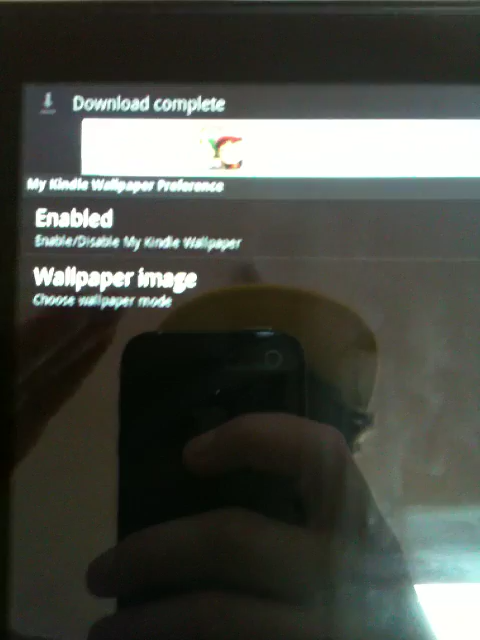 Download complete
My Kindle Wallpaper Preference
Enabled
Enable/Disable My Kindle Wallpaper
Wallpaper image
Choose wallpaper mode